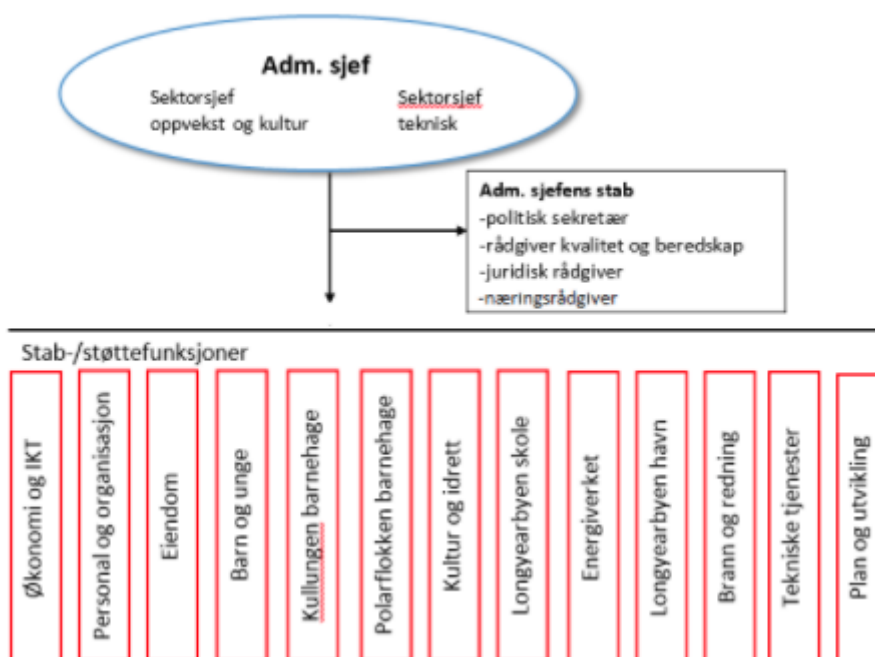 Adm. sjef
Sektorsjef
oppvekst og kultur
Sektorsjef
teknisk
Adm. sjefens stab
-politisk sekretær
-rådgiver kvalitet og beredskap
-juridisk rådgiver
-næringsrådgiver
Stab-/støttefunksjoner
Økonomi og IKT
Personal og organisasjon
Eiendom
Barn og unge
Kullungen barnehage
Polarflokken barnehage
Kultur og idrett
Longyearbyen skole
Energiverket
Longyearbyen havn
Brann og redning
Tekniske tjenester
Plan og utvikling